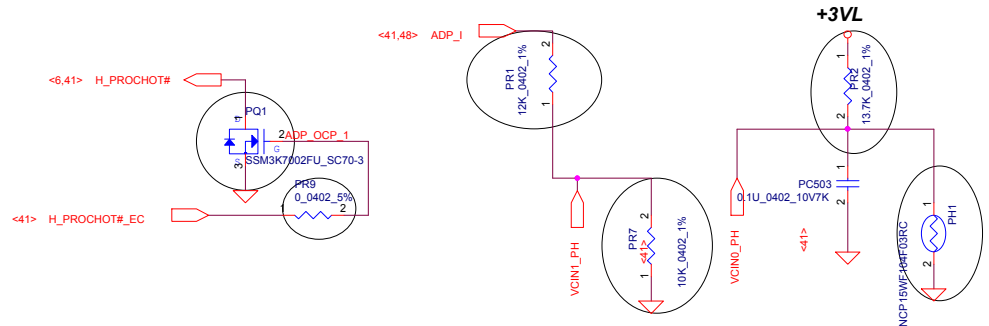 +3VL
<41,48> ADP_I
2
PR1
12K_0402_1%
1
1
PR2
13.7K_0402_1%
2
<6,41> H_PROCHOT#
PQ1
1
D
2
ADP_OCP_1
G
S
3
SSM3K7002FU_SC70-3
PR9
0_0402_5%
1
2
<41> H_PROCHOT#_EC
VCIN1_PH
2
PR7
<41>
10K_0402_1%
1
VCIN0_PH
1
PC503
0.1U_0402_10V7K
2
<41>
1
PH1
2
NCP15WF104F03RC